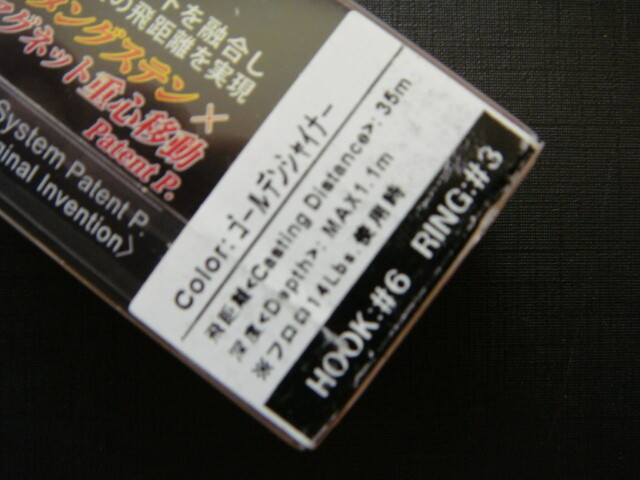 トを融合し
の飛距離を実現
タングステン×
マグネット重心移動
Patent P.
System Patent P.
ginal Invention〉
Color: ゴールデンシャイナー
飛距離<Casting Distance>: 35m
深度<Depth>: MAX1.1m
※フロロ14Lbs.使用時
HOOK:#6 RING:#3